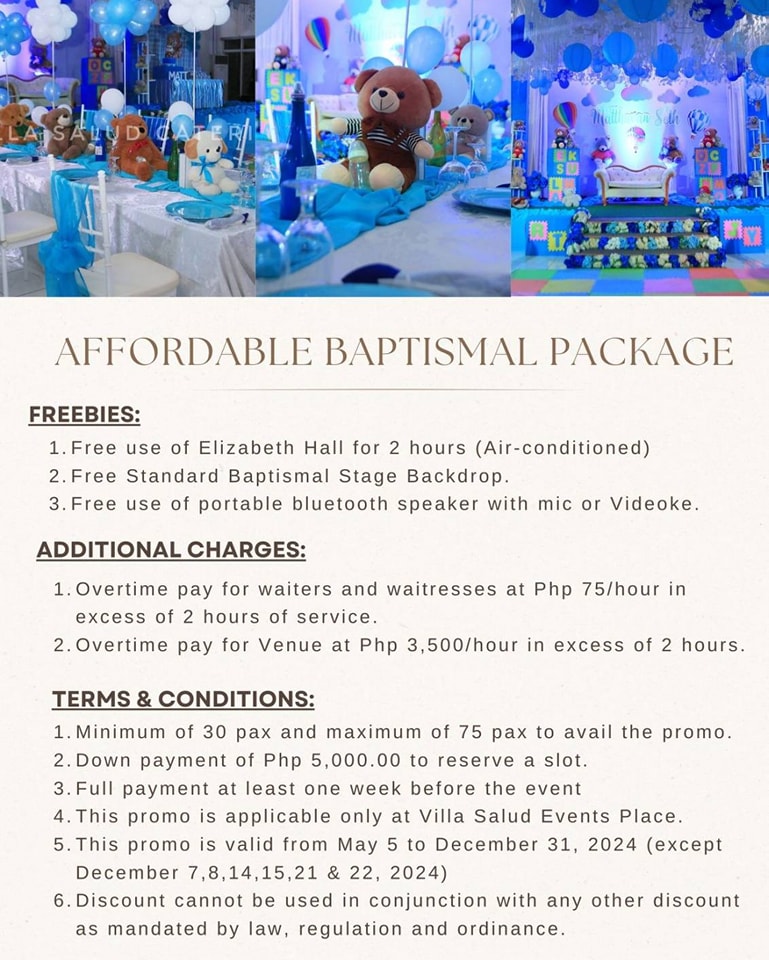 MATT
LLA SALUD CATERI
Matthaeon Seth
AFFORDABLE BAPTISMAL PACKAGE
FREEBIES:
1. Free use of Elizabeth Hall for 2 hours (Air-conditioned)
2. Free Standard Baptismal Stage Backdrop.
3. Free use of portable bluetooth speaker with mic or Videoke.
ADDITIONAL CHARGES:
1. Overtime pay for waiters and waitresses at Php 75/hour in
excess of 2 hours of service.
2. Overtime pay for Venue at Php 3,500/hour in excess of 2 hours.
TERMS & CONDITIONS:
1. Minimum of 30 pax and maximum of 75 pax to avail the promo.
2. Down payment of Php 5,000.00 to reserve a slot.
3. Full payment at least one week before the event
4. This promo is applicable only at Villa Salud Events Place.
5. This promo is valid from May 5 to December 31, 2024 (except
December 7,8,14,15,21 & 22, 2024)
6. Discount cannot be used in conjunction with any other discount
as mandated by law, regulation and ordinance.